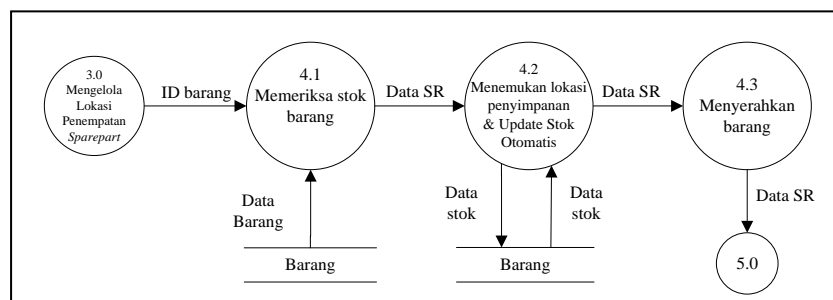 3.0
Mengelola
Lokasi
Penempatan
Sparepart
ID barang
4.1
Memeriksa stok
barang
Data SR
4.2
Menemukan lokasi
penyimpanan
& Update Stok
Otomatis
Data SR
4.3
Menyerahkan
barang
Data
Barang
Data
stok
Data
stok
Data SR
Barang
Barang
5.0